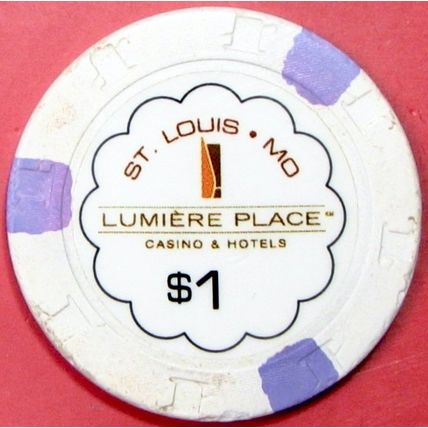 ST. LOUIS • MO
LUMIÈRE PLACE℠
CASINO & HOTELS
$1